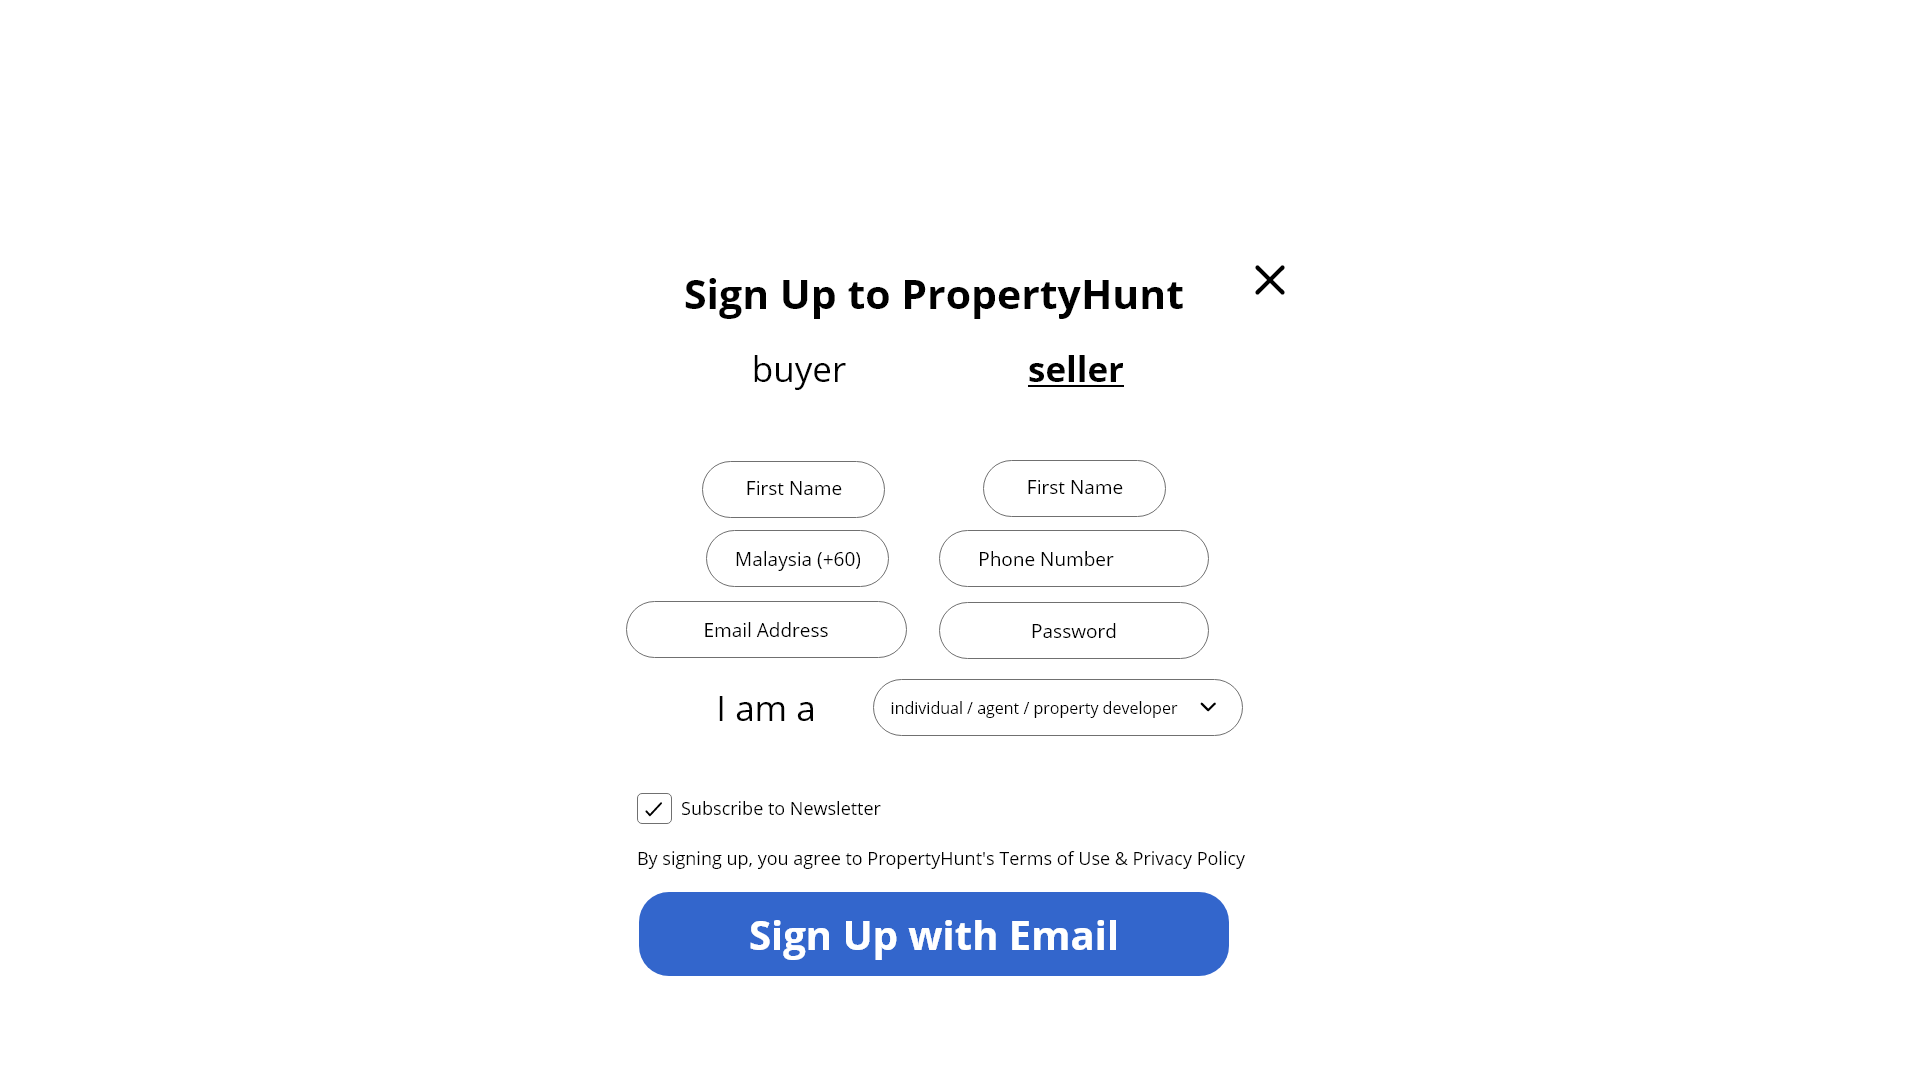 Sign Up to PropertyHunt
buyer seller
First Name First Name
Malaysia (+60) Phone Number
Email Address Password
I am a individual / agent / property developer
Subscribe to Newsletter
By signing up, you agree to PropertyHunt's Terms of Use & Privacy Policy
Sign Up with Email